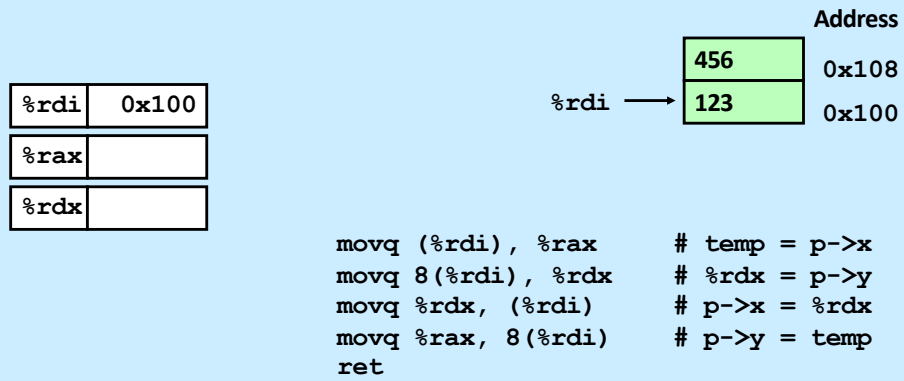 Address
456 0x108
%rdi 123 0x100
%rdi 0x100
%rax
%rdx
movq (%rdi), %rax # temp = p->x
movq 8(%rdi), %rdx # %rdx = p->y
movq %rdx, (%rdi) # p->x = %rdx
movq %rax, 8(%rdi) # p->y = temp
ret